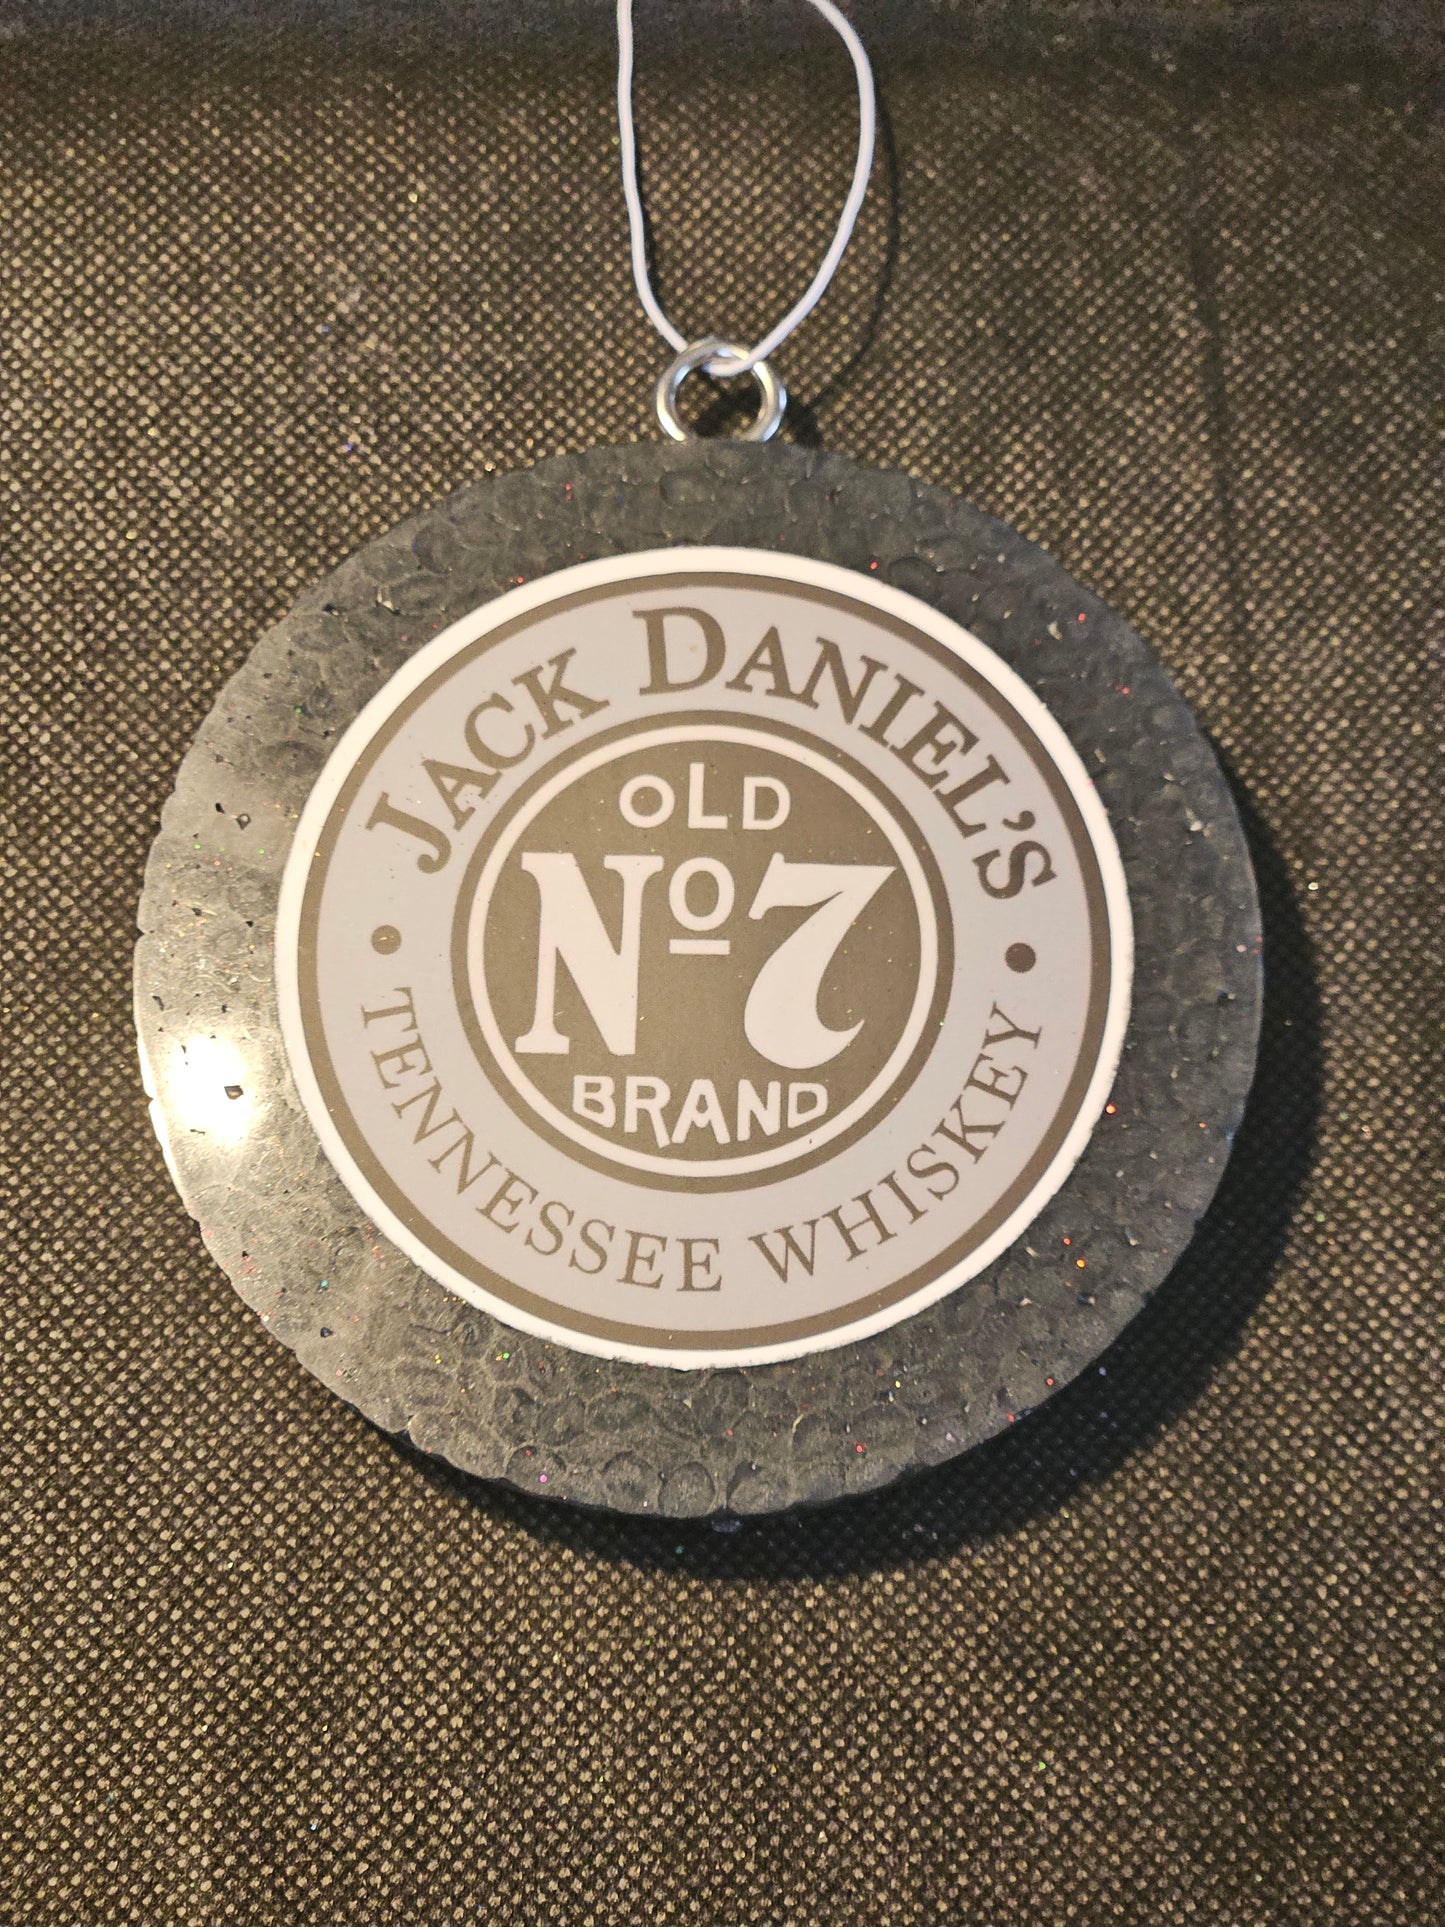 JACK DANIEL'S
OLD
Nº7
BRAND
• TENNESSEE WHISKEY •